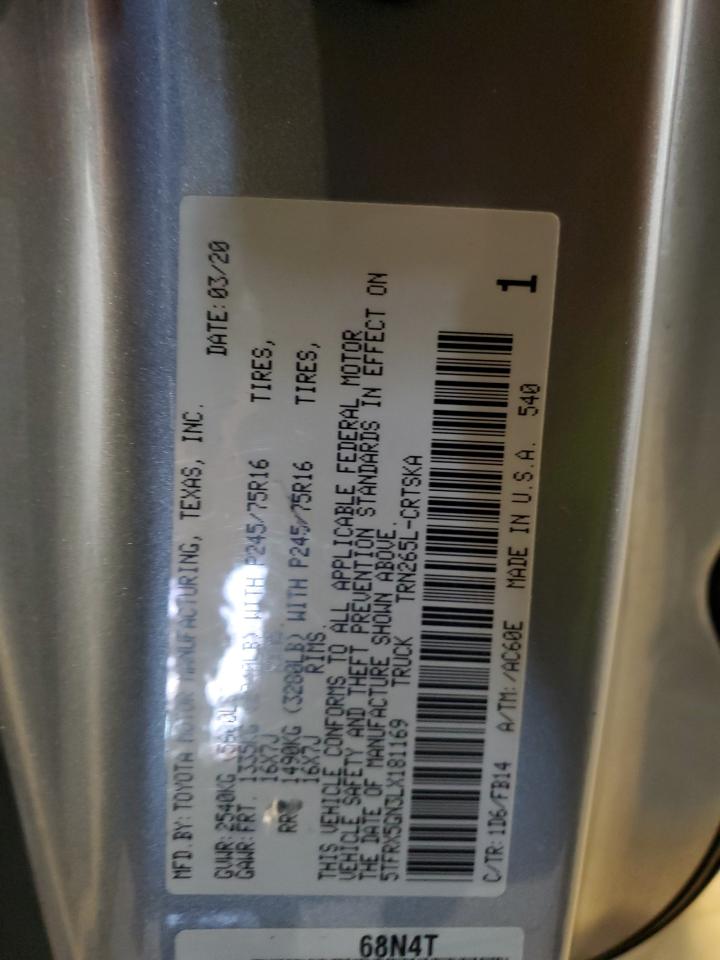 MFD.BY:TOYOTA MOTOR MANUFACTURING, TEXAS, INC.
DATE:03/20
GVWR:2540KG
GAWR:FRT. 1335KG WITH P245/75R16 TIRES,
16X7J
RR. 1490KG (3280LB) WITH P245/75R16 TIRES,
16X7J RIMS.
THIS VEHICLE CONFORMS TO ALL APPLICABLE FEDERAL MOTOR
VEHICLE SAFETY AND THEFT PREVENTION STANDARDS IN EFFECT ON
THE DATE OF MANUFACTURE SHOWN ABOVE.
5TFRX5GN3LX181169 TRUCK TRN265L-CRTSKA
C/TR:1D6/FB14 A/TM:/AC60E MADE IN U.S.A. 540
1
68N4T